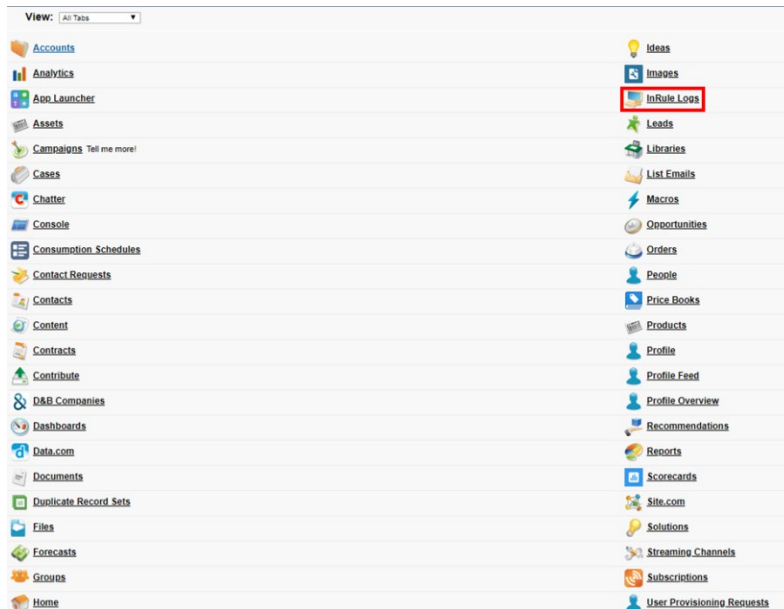 View: All Tabs
Accounts
Analytics
App Launcher
Assets
Campaigns Tell me more!
Cases
Chatter
Console
Consumption Schedules
Contact Requests
Contacts
Content
Contracts
Contribute
D&B Companies
Dashboards
Data.com
Documents
Duplicate Record Sets
Files
Forecasts
Groups
Home
Ideas
Images
InRule Logs
Leads
Libraries
List Emails
Macros
Opportunities
Orders
People
Price Books
Products
Profile
Profile Feed
Profile Overview
Recommendations
Reports
Scorecards
Site.com
Solutions
Streaming Channels
Subscriptions
User Provisioning Requests